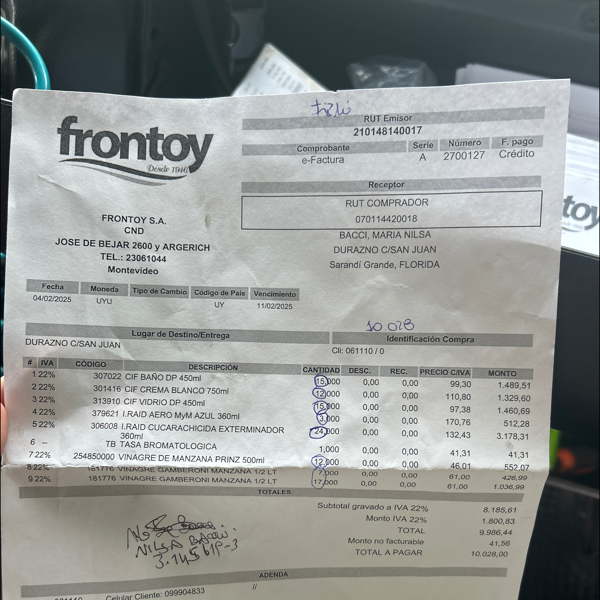 frontoy
Desde 1946
RUT Emisor
210148140017
Comprobante Serie Número F. pago
e-Factura A 2700127 Crédito
Receptor
RUT COMPRADOR
070114420018
BACCI, MARIA NILSA
DURAZNO C/SAN JUAN
Sarandí Grande, FLORIDA
FRONTOY S.A.
CND
JOSE DE BEJAR 2600 y ARGERICH
TEL.: 23061044
Montevideo
Fecha Moneda Tipo de Cambio Código de Pais Vencimiento
04/02/2025 UYU UY 11/02/2025
10.028
Lugar de Destino/Entrega Identificación Compra
DURAZNO C/SAN JUAN Cli: 061110 / 0
# IVA CÓDIGO DESCRIPCIÓN CANTIDAD DESC. REC. PRECIO C/IVA MONTO
1 22% 307022 CIF BAÑO DP 450ml 15,000 0,00 0,00 99,30 1.489,51
2 22% 301416 CIF CREMA BLANCO 750ml 12,000 0,00 0,00 110,80 1.329,60
3 22% 313910 CIF VIDRIO DP 450ml 15,000 0,00 0,00 97,38 1.460,69
4 22% 379621 I.RAID AERO MyM AZUL 360ml 3,000 0,00 0,00 170,76 512,28
5 22% 306008 I.RAID CUCARACHICIDA EXTERMINADOR 24,000 0,00 0,00 132,43 3.178,31
360ml
6 -- TB TASA BROMATOLOGICA 1,000 0,00 0,00 41,31 41,31
7 22% 254850000 VINAGRE DE MANZANA PRINZ 500ml 12,000 0,00 0,00 46,01 552,07
8 22% 181776 VINAGRE GAMBERONI MANZANA 1/2 LT 7,000 0,00 0,00 61,00 426,99
9 22% 181776 VINAGRE GAMBERONI MANZANA 1/2 LT 17,000 0,00 0,00 61,00 1.036,99
TOTALES
Subtotal gravado a IVA 22% 8.185,61
Monto IVA 22% 1.800,83
TOTAL 9.986,44
Monto no facturable 41,56
TOTAL A PAGAR 10.028,00
NILSA BACCI
ADENDA
Celular Cliente: 099904833 //
toy